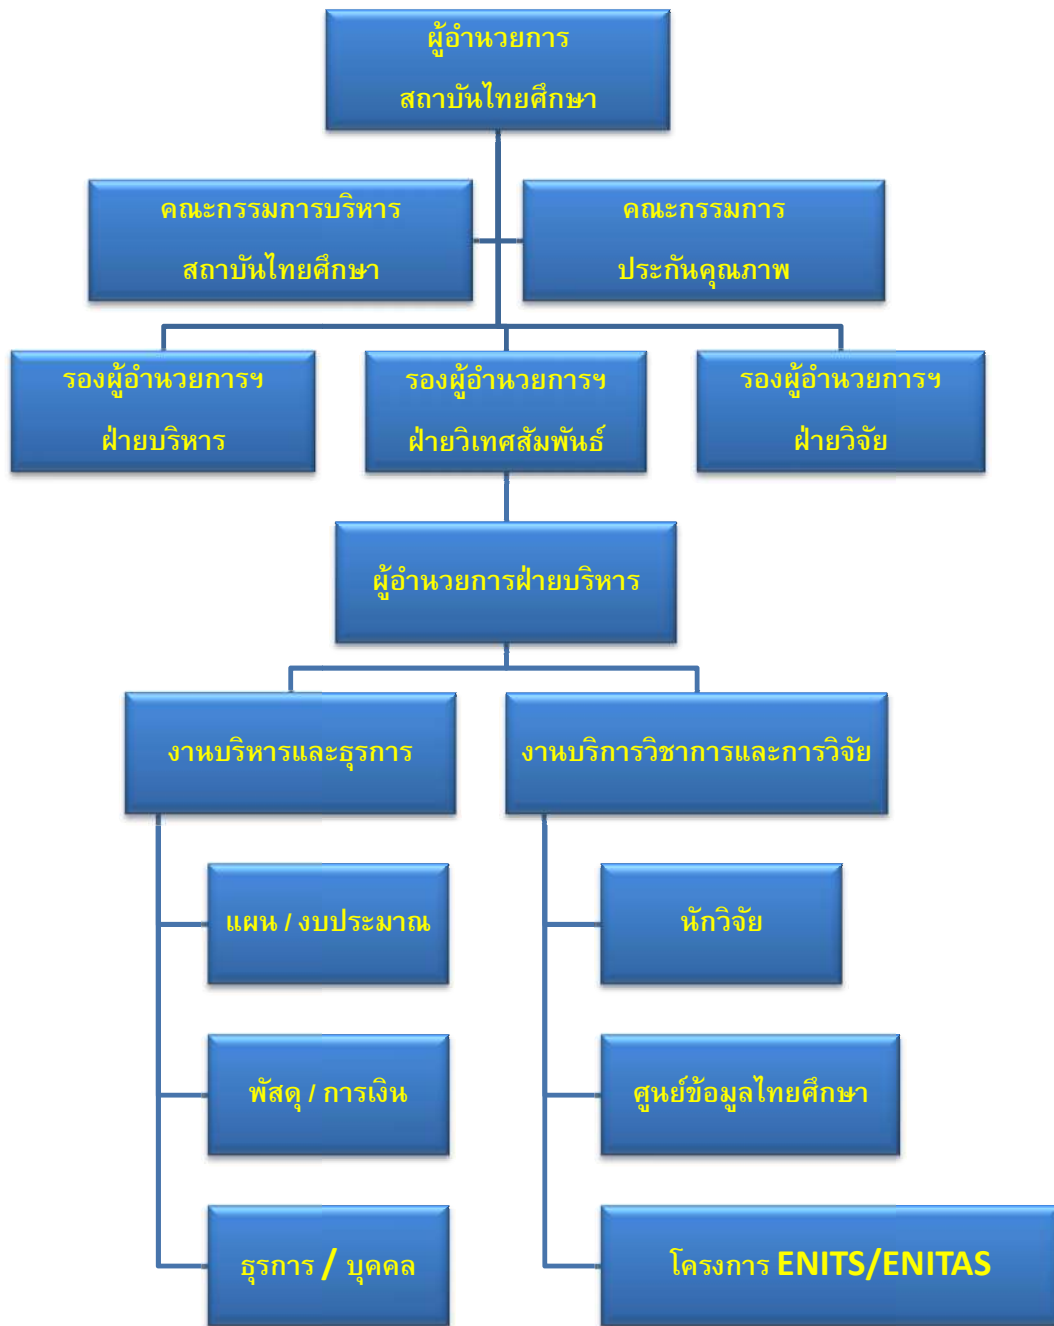 ผู้อำนวยการ
สถาบันไทยศึกษา
คณะกรรมการบริหาร
สถาบันไทยศึกษา
คณะกรรมการ
ประกันคุณภาพ
รองผู้อำนวยการฯ
ฝ่ายบริหาร
รองผู้อำนวยการฯ
ฝ่ายวิเทศสัมพันธ์
รองผู้อำนวยการฯ
ฝ่ายวิจัย
ผู้อำนวยการฝ่ายบริหาร
งานบริหารและธุรการ
งานบริการวิชาการและการวิจัย
แผน / งบประมาณ
นักวิจัย
พัสดุ / การเงิน
ศูนย์ข้อมูลไทยศึกษา
ธุรการ / บุคคล
โครงการ ENITS/ENITAS